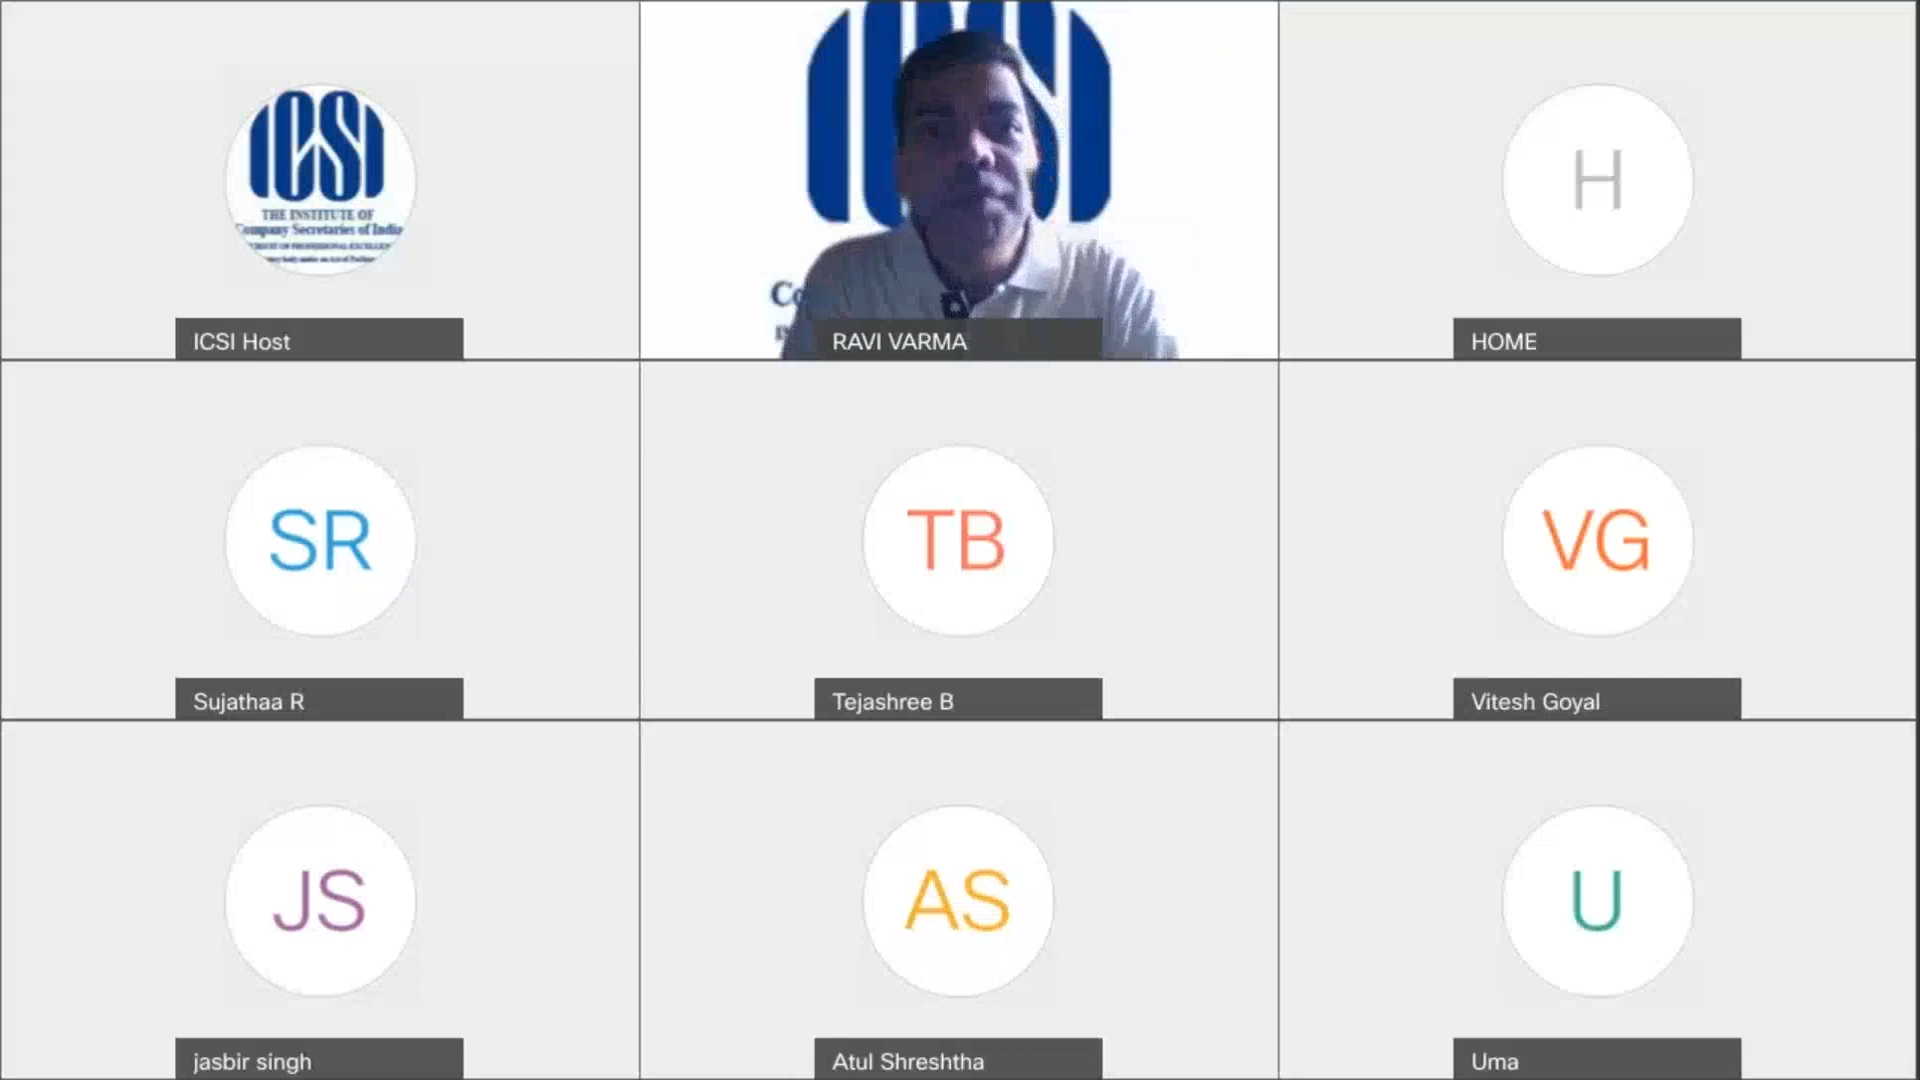 ICSI
THE INSTITUTE OF
Company Secretaries of India
ICSI Host
RAVI VARMA
H
HOME
SR
Sujathaa R
TB
Tejashree B
VG
Vitesh Goyal
JS
jasbir singh
AS
Atul Shreshtha
U
Uma